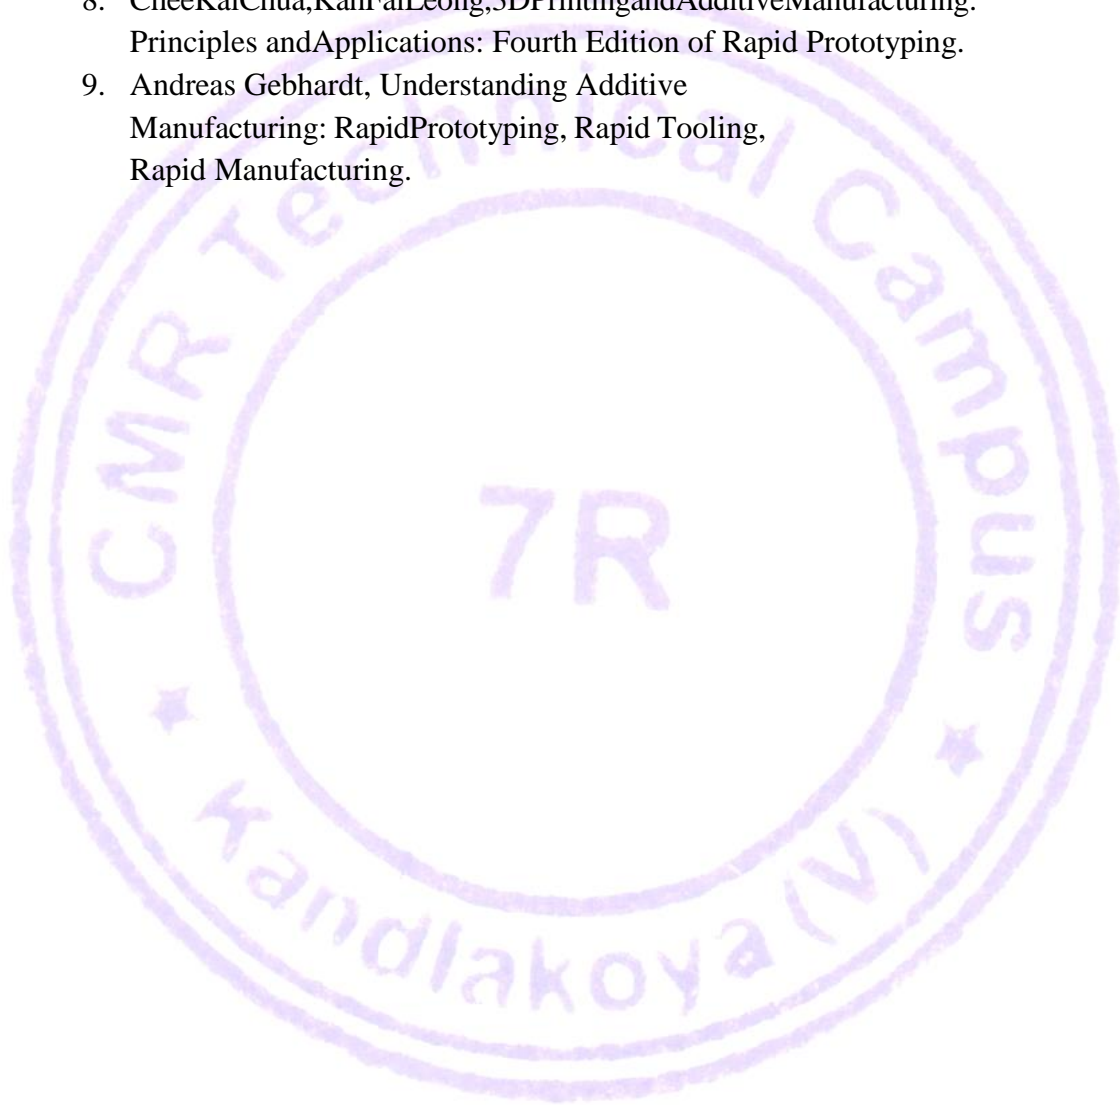 8. CheeKaiChua,KahFaiLeong,3DPrintingandAdditiveManufacturing:
Principles andApplications: Fourth Edition of Rapid Prototyping.
9. Andreas Gebhardt, Understanding Additive
Manufacturing: RapidPrototyping, Rapid Tooling,
Rapid Manufacturing.
CMR Technical Campus
7R
Kandlakoya (V)